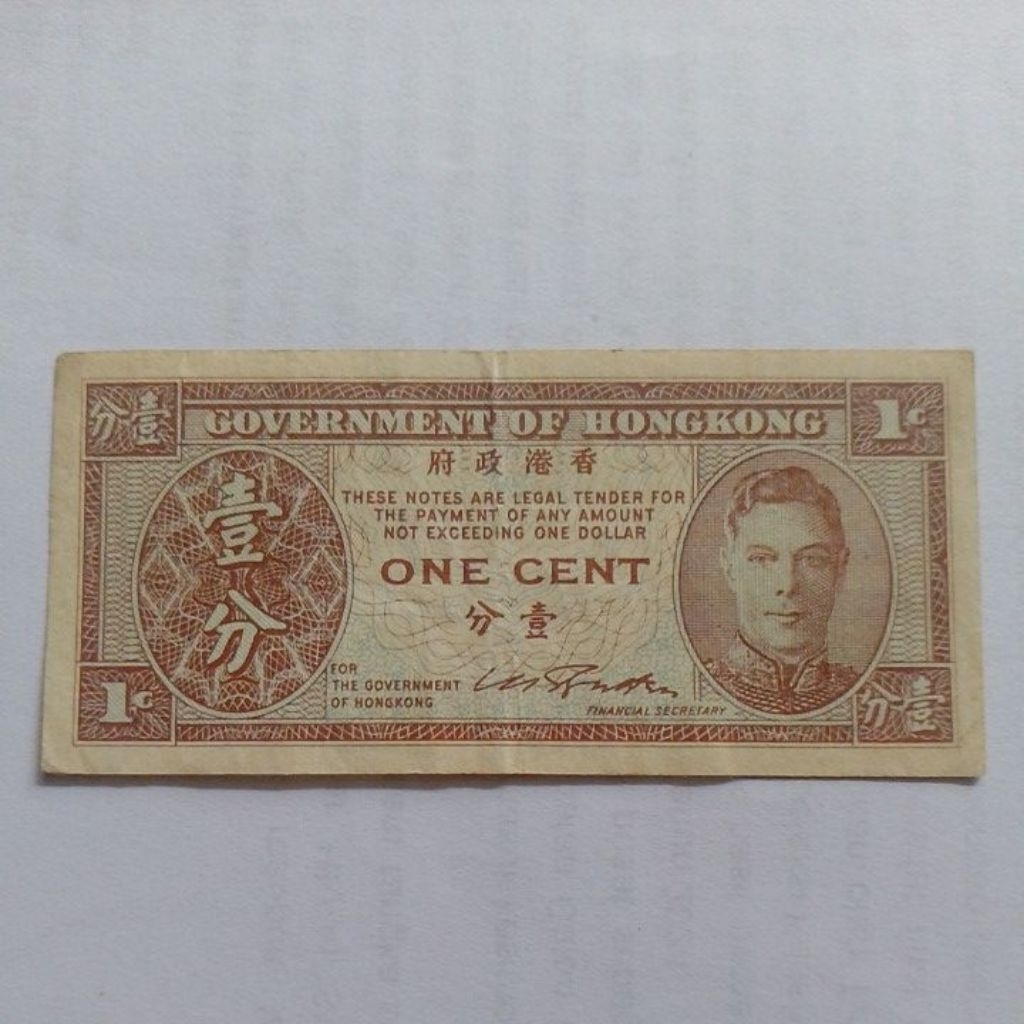 分壹
GOVERNMENT OF HONGKONG
1c
府政港香
THESE NOTES ARE LEGAL TENDER FOR
THE PAYMENT OF ANY AMOUNT
NOT EXCEEDING ONE DOLLAR
壹
分
ONE CENT
分壹
FOR
THE GOVERNMENT
OF HONGKONG
FINANCIAL SECRETARY
1c
分壹